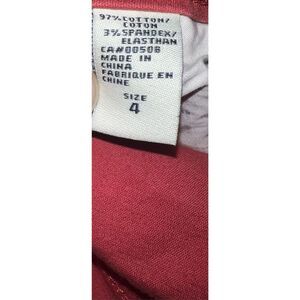 97% COTTON/
COTON
3% SPANDEX/
ELASTHAN
CA#00508
MADE IN
CHINA
FABRIQUE EN
CHINE
SIZE
4